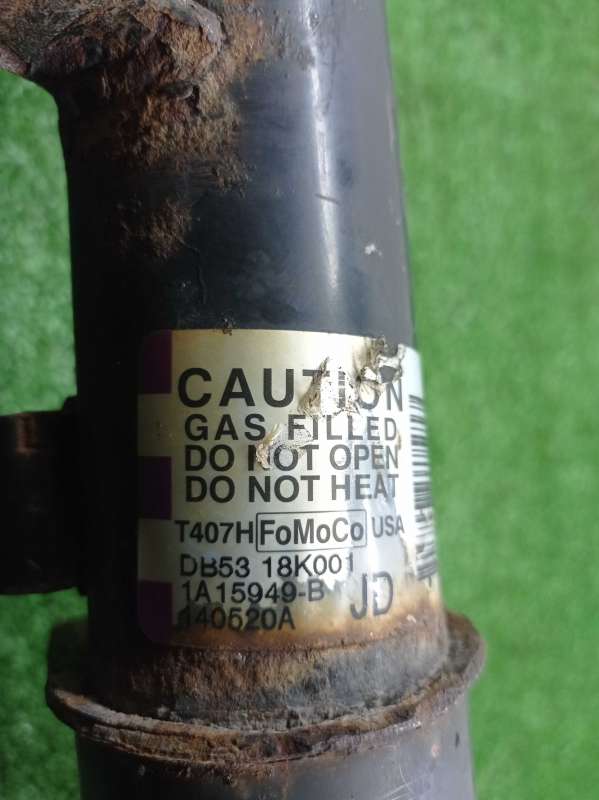 CAUTION
GAS FILLED
DO NOT OPEN
DO NOT HEAT
T407H FoMoCo USA
DB53 18K001
1A15949-B JD
140520A